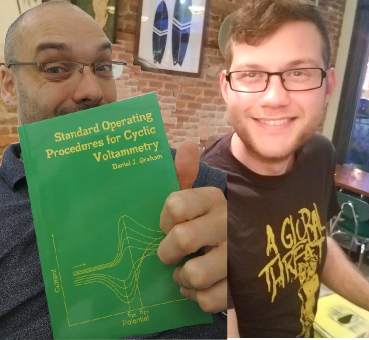 Standard Operating
Procedures for Cyclic
Voltammetry
Daniel J. Graham
Current
Potential
A GLOBAL
THREAT